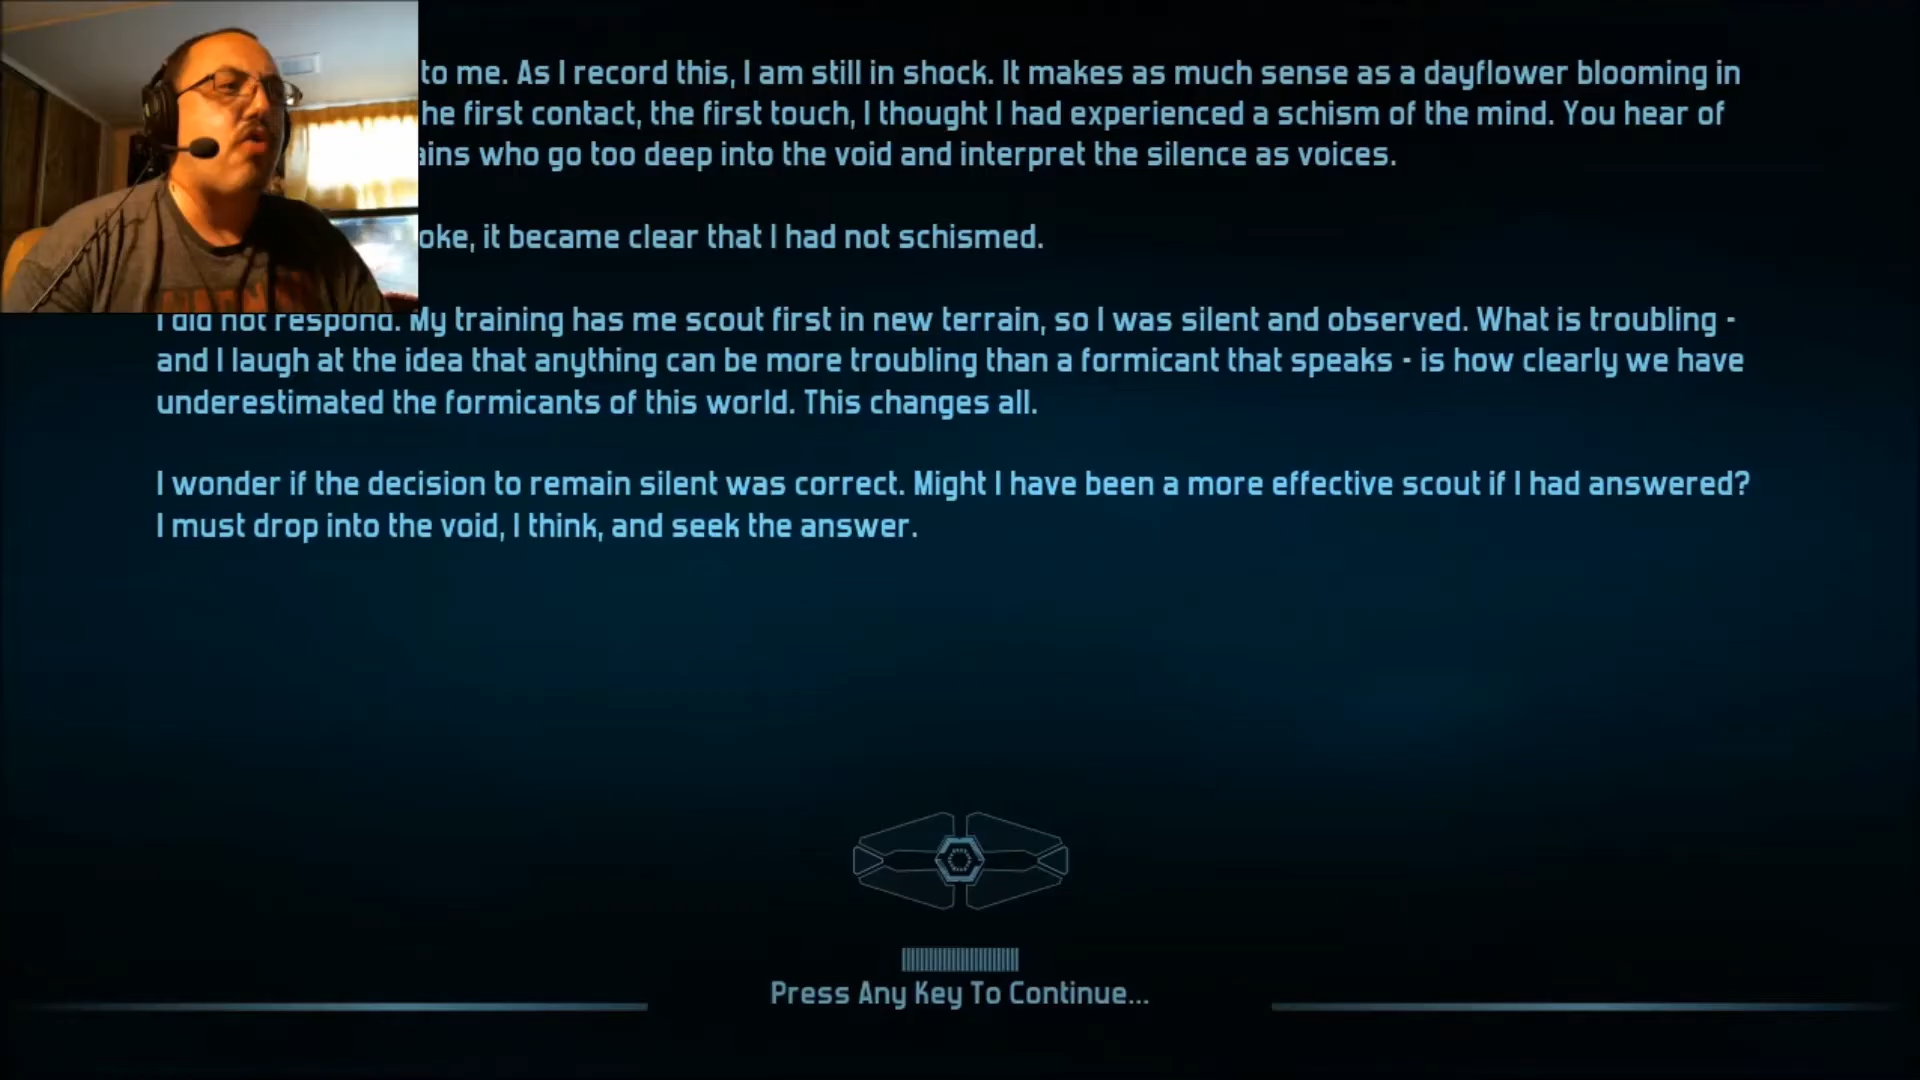 to me. As I record this, I am still in shock. It makes as much sense as a dayflower blooming in
the first contact, the first touch, I thought I had experienced a schism of the mind. You hear of
who go too deep into the void and interpret the silence as voices.
it became clear that I had not schismed.
I did not respond. My training has me scout first in new terrain, so I was silent and observed. What is troubling -
and I laugh at the idea that anything can be more troubling than a formicant that speaks - is how clearly we have
underestimated the formicants of this world. This changes all.
I wonder if the decision to remain silent was correct. Might I have been a more effective scout if I had answered?
I must drop into the void, I think, and seek the answer.
Press Any Key To Continue...